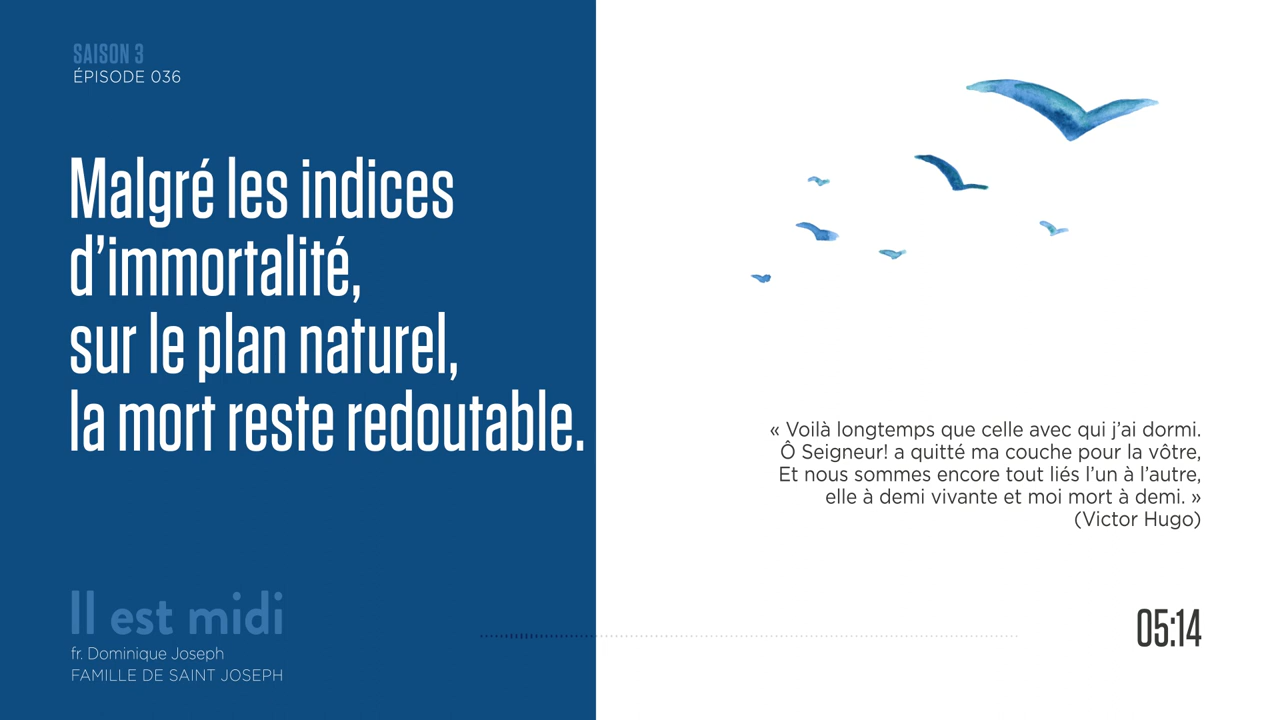 SAISON 3
ÉPISODE 036
Malgré les indices
d’immortalité,
sur le plan naturel,
la mort reste redoutable.
« Voilà longtemps que celle avec qui j’ai dormi.
Ô Seigneur! a quitté ma couche pour la vôtre,
Et nous sommes encore tout liés l’un à l’autre,
elle à demi vivante et moi mort à demi. »
(Victor Hugo)
Il est midi
fr. Dominique Joseph
FAMILLE DE SAINT JOSEPH
05:14